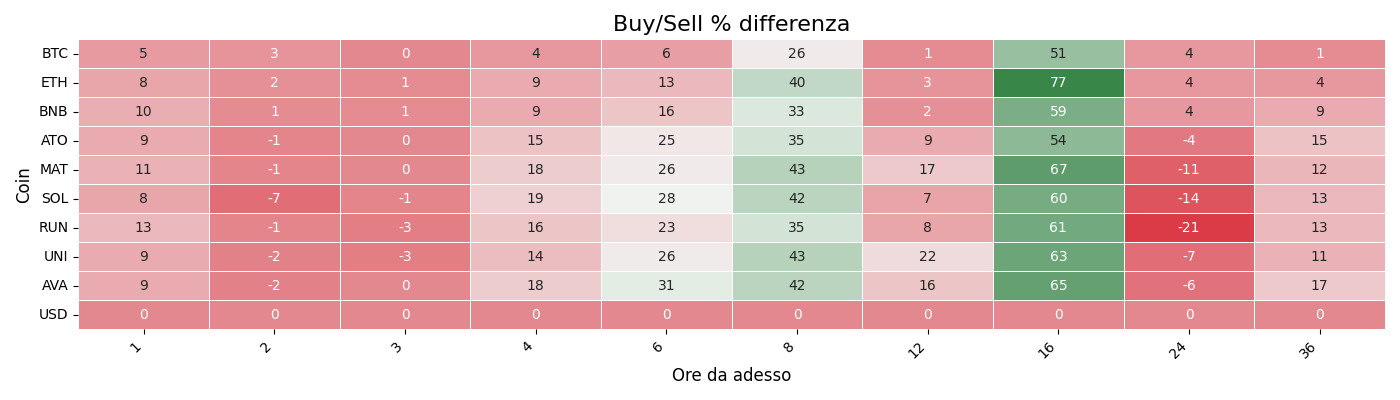 Buy/Sell % differenza
Coin
BTC 5 3 0 4 6 26 1 51 4 1
ETH 8 2 1 9 13 40 3 77 4 4
BNB 10 1 1 9 16 33 2 59 4 9
ATO 9 -1 0 15 25 35 9 54 -4 15
MAT 11 -1 0 18 26 43 17 67 -11 12
SOL 8 -7 -1 19 28 42 7 60 -14 13
RUN 13 -1 -3 16 23 35 8 61 -21 13
UNI 9 -2 -3 14 26 43 22 63 -7 11
AVA 9 -2 0 18 31 42 16 65 -6 17
USD 0 0 0 0 0 0 0 0 0 0
1 2 3 4 6 8 12 16 24 36
Ore da adesso